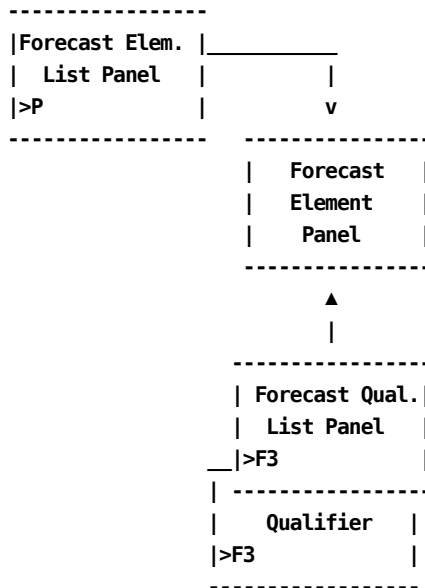 Forecast Elem.
List Panel
>P
Forecast
Element
Panel
Forecast Qual.
List Panel
>F3
Qualifier
>F3